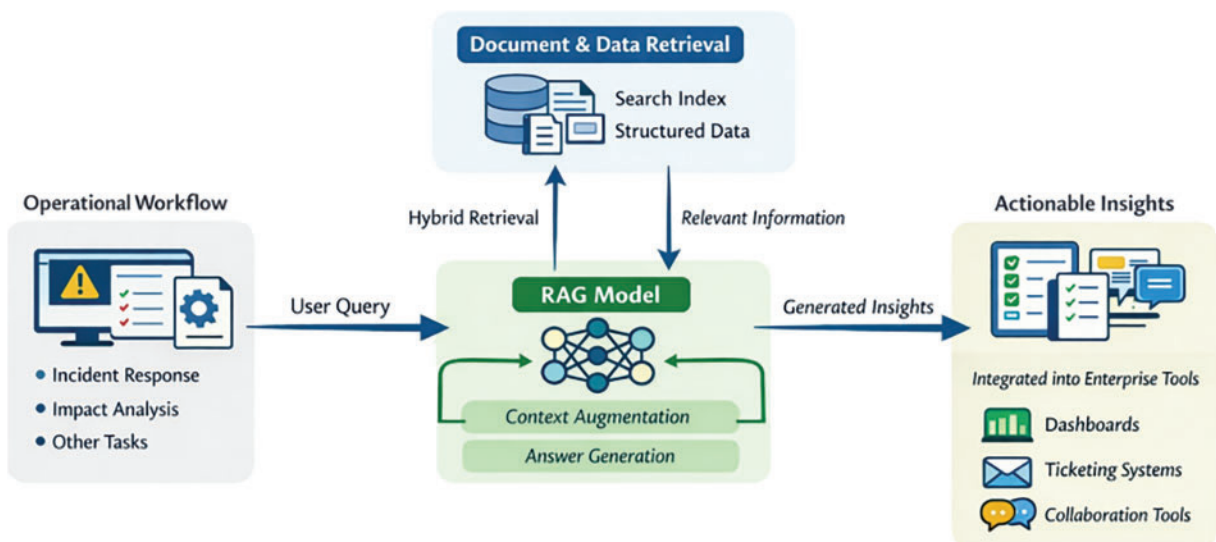 Document & Data Retrieval
Search Index
Structured Data
Operational Workflow
Hybrid Retrieval
Relevant Information
Actionable Insights
User Query
RAG Model
Generated Insights
Incident Response
Impact Analysis
Other Tasks
Context Augmentation
Answer Generation
Integrated into Enterprise Tools
Dashboards
Ticketing Systems
Collaboration Tools